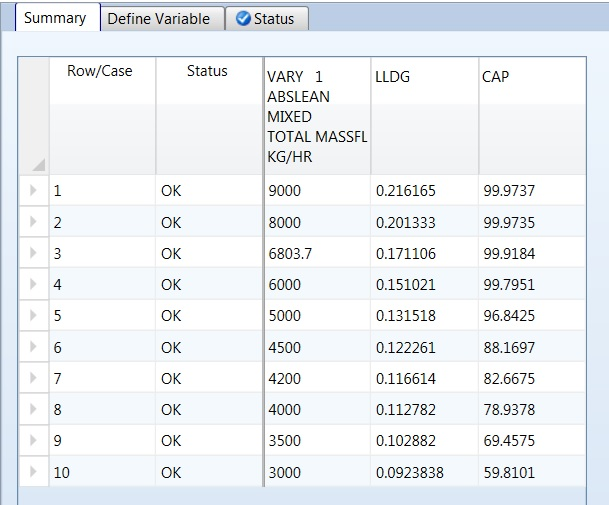 Summary Define Variable Status
Row/Case Status VARY 1 LLDG CAP
ABSLEAN
MIXED
TOTAL MASSFL
KG/HR
1 OK 9000 0.216165 99.9737
2 OK 8000 0.201333 99.9735
3 OK 6803.7 0.171106 99.9184
4 OK 6000 0.151021 99.7951
5 OK 5000 0.131518 96.8425
6 OK 4500 0.122261 88.1697
7 OK 4200 0.116614 82.6675
8 OK 4000 0.112782 78.9378
9 OK 3500 0.102882 69.4575
10 OK 3000 0.0923838 59.8101